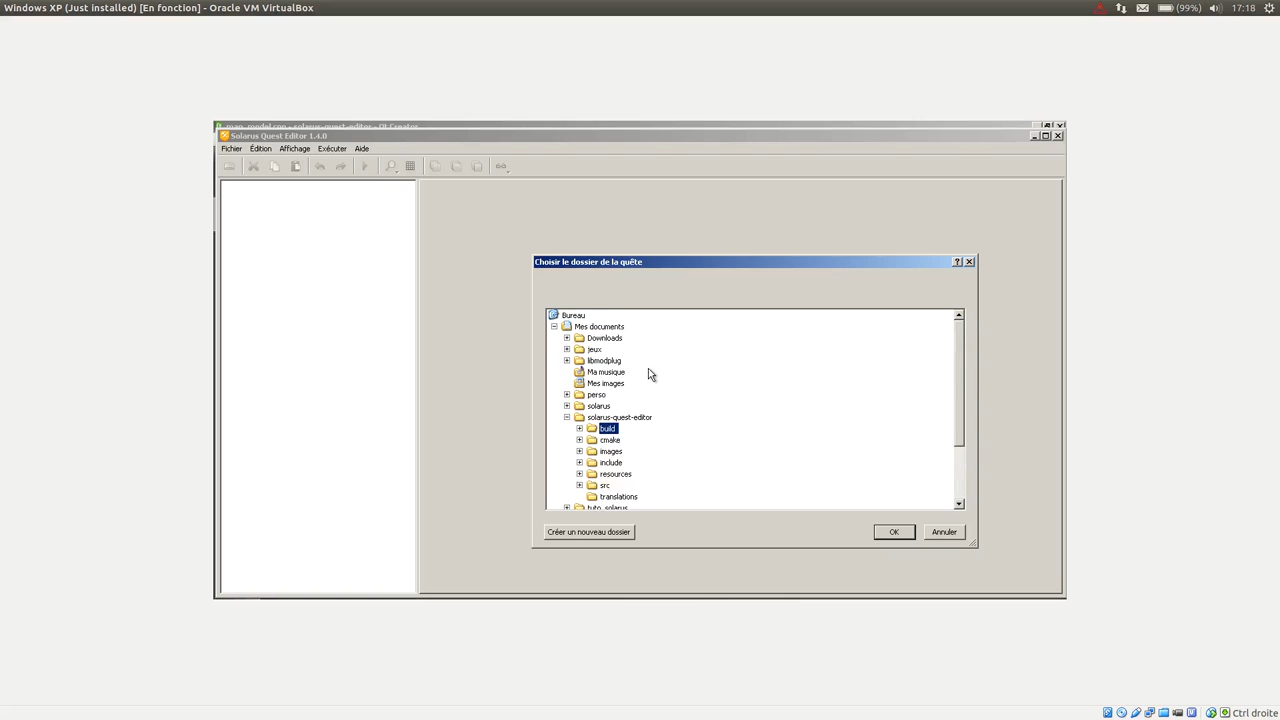 Windows XP (Just installed) [En fonction] - Oracle VM VirtualBox
(99%) 17:18
Solarus Quest Editor 1.4.0
Fichier Édition Affichage Exécuter Aide
Choisir le dossier de la quête
Bureau
Mes documents
Downloads
jeux
libmodplug
Ma musique
Mes images
perso
solarus
solarus-quest-editor
build
cmake
images
include
resources
src
translations
tuto_solarus
Créer un nouveau dossier OK Annuler
Ctrl droite